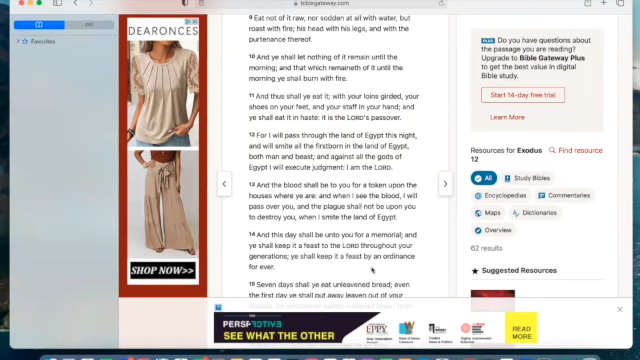 biblegateway.com
Favorites
DEARONCES
SHOP NOW>>
9 Eat not of it raw, nor sodden at all with water, but
roast with fire; his head with his legs, and with
the purtenance thereof.
10 And ye shall let nothing of it remain until the
morning; and that which remaineth of it until the
morning ye shall burn with fire.
11 And thus shall ye eat it; with your loins girded, your
shoes on your feet, and your staff in your hand; and
ye shall eat it in haste: it is the LORD's passover.
12 For I will pass through the land of Egypt this night,
and will smite all the firstborn in the land of Egypt,
both man and beast; and against all the gods of
Egypt I will execute judgment: I am the LORD.
13 And the blood shall be to you for a token upon the
houses where ye are: and when I see the blood, I will
pass over you, and the plague shall not be upon you
to destroy you, when I smite the land of Egypt.
14 And this day shall be unto you for a memorial; and
ye shall keep it a feast to the LORD throughout your
generations; ye shall keep it a feast by an ordinance
for ever.
15 Seven days shall ye eat unleavened bread; even
the first day ye shall put away leaven out of your
PLUS Do you have questions about
the passage you are reading?
Upgrade to Bible Gateway Plus
to get the best value in digital
Bible study.
Start 14-day free trial
Learn More
Resources for Exodus
12
Find resource
All
Study Bibles
Encyclopedias
Commentaries
Maps
Dictionaries
Overview
62 results
Suggested Resources
SEE WHAT THE OTHER
EPPY
READ
MORE